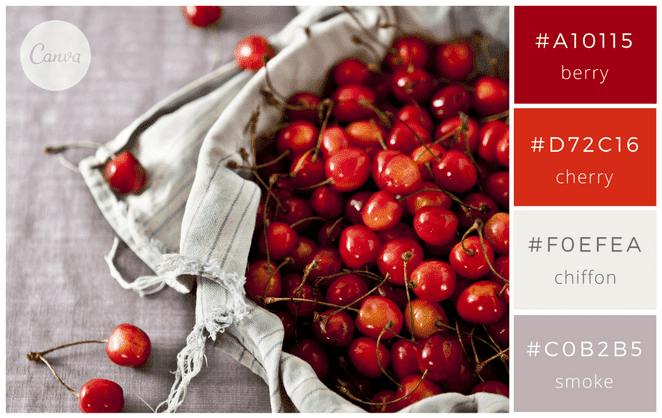 Canva
#A10115
berry
#D72C16
cherry
#F0EFEA
chiffon
#C0B2B5
smoke